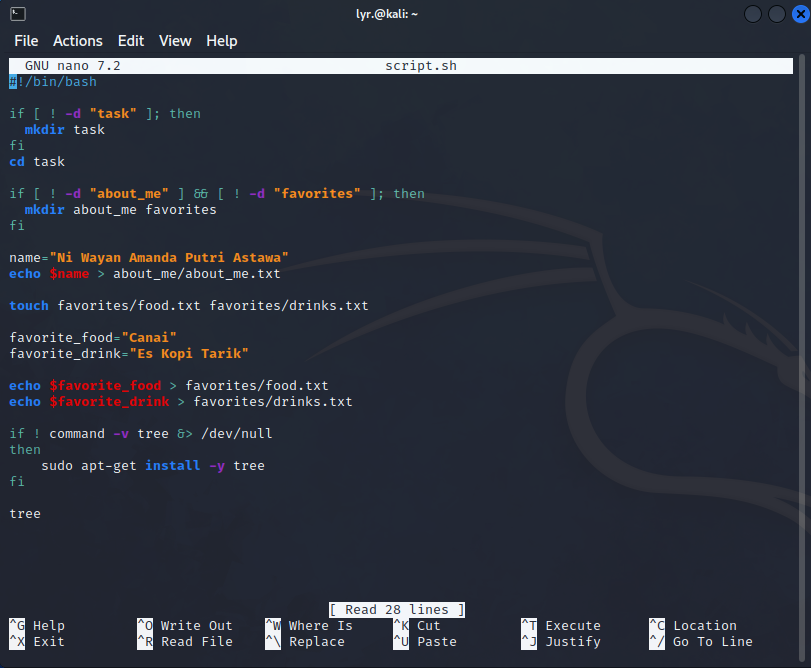 lyr.@kali: ~
File Actions Edit View Help
GNU nano 7.2 script.sh
#!/bin/bash
if [ ! -d "task" ]; then
  mkdir task
fi
cd task
if [ ! -d "about_me" ] && [ ! -d "favorites" ]; then
  mkdir about_me favorites
fi
name="Ni Wayan Amanda Putri Astawa"
echo $name > about_me/about_me.txt
touch favorites/food.txt favorites/drinks.txt
favorite_food="Canai"
favorite_drink="Es Kopi Tarik"
echo $favorite_food > favorites/food.txt
echo $favorite_drink > favorites/drinks.txt
if ! command -v tree &> /dev/null
then
    sudo apt-get install -y tree
fi
tree
[ Read 28 lines ]
^G Help ^O Write Out ^W Where Is ^K Cut ^T Execute ^C Location
^X Exit ^R Read File ^\ Replace ^U Paste ^J Justify ^/ Go To Line